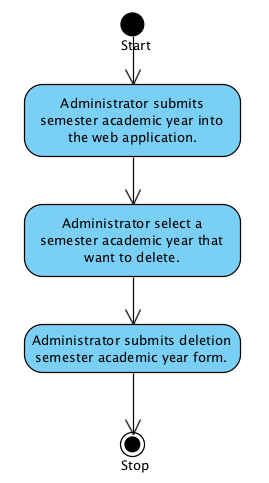 Start
Administrator submits
semester academic year into
the web application.
Administrator select a
semester academic year that
want to delete.
Administrator submits deletion
semester academic year form.
Stop